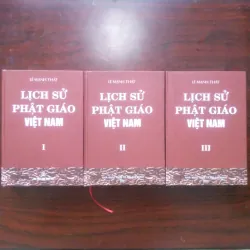 LÊ MẠNH THÁT
LỊCH SỬ
PHẬT GIÁO
VIỆT NAM
I
LÊ MẠNH THÁT
LỊCH SỬ
PHẬT GIÁO
VIỆT NAM
II
LÊ MẠNH THÁT
LỊCH SỬ
PHẬT GIÁO
VIỆT NAM
III